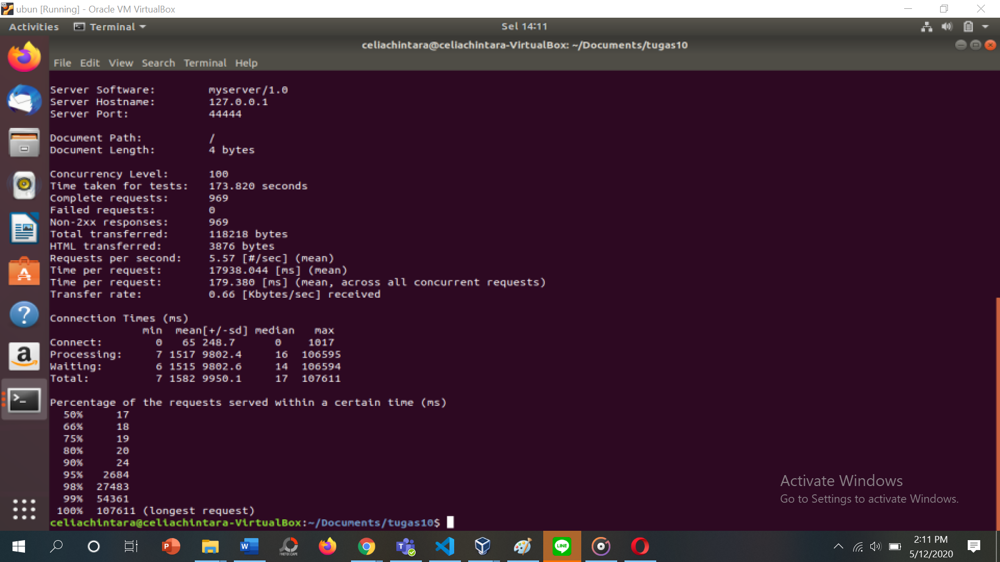 ubun [Running] - Oracle VM VirtualBox
Activities Terminal Sel 14:11
celiachintara@celiachintara-VirtualBox: ~/Documents/tugas10
File Edit View Search Terminal Help
Server Software: myserver/1.0
Server Hostname: 127.0.0.1
Server Port: 44444
Document Path: /
Document Length: 4 bytes
Concurrency Level: 100
Time taken for tests: 173.820 seconds
Complete requests: 969
Failed requests: 0
Non-2xx responses: 969
Total transferred: 118218 bytes
HTML transferred: 3876 bytes
Requests per second: 5.57 [#/sec] (mean)
Time per request: 17938.044 [ms] (mean)
Time per request: 179.380 [ms] (mean, across all concurrent requests)
Transfer rate: 0.66 [Kbytes/sec] received
Connection Times (ms)
min mean[+/-sd] median max
Connect: 0 65 248.7 0 1017
Processing: 7 1517 9802.4 16 106595
Waiting: 6 1515 9802.6 14 106594
Total: 7 1582 9950.1 17 107611
Percentage of the requests served within a certain time (ms)
50% 17
66% 18
75% 19
80% 20
90% 24
95% 2684
98% 27483
99% 54361
100% 107611 (longest request)
celiachintara@celiachintara-VirtualBox:~/Documents/tugas10$
Activate Windows
Go to Settings to activate Windows.
PHOTOSCAPE
LINE
2:11 PM
5/12/2020